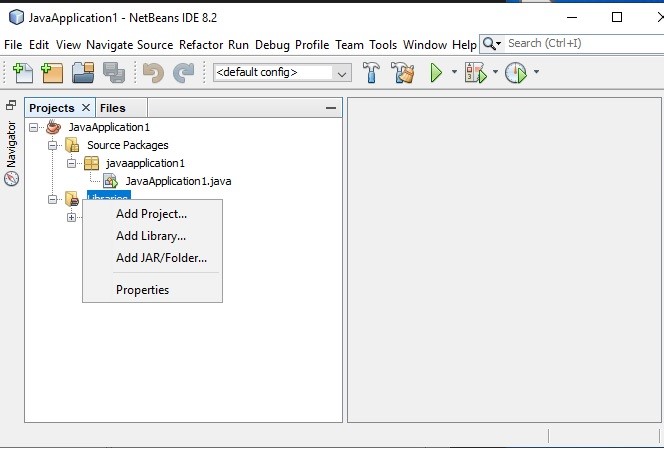 JavaApplication1 - NetBeans IDE 8.2
File Edit View Navigate Source Refactor Run Debug Profile Team Tools Window Help Search (Ctrl+I)
<default config>
Projects Files
Navigator
JavaApplication1
Source Packages
javaapplication1
JavaApplication1.java
Libraries
Add Project...
Add Library...
Add JAR/Folder...
Properties